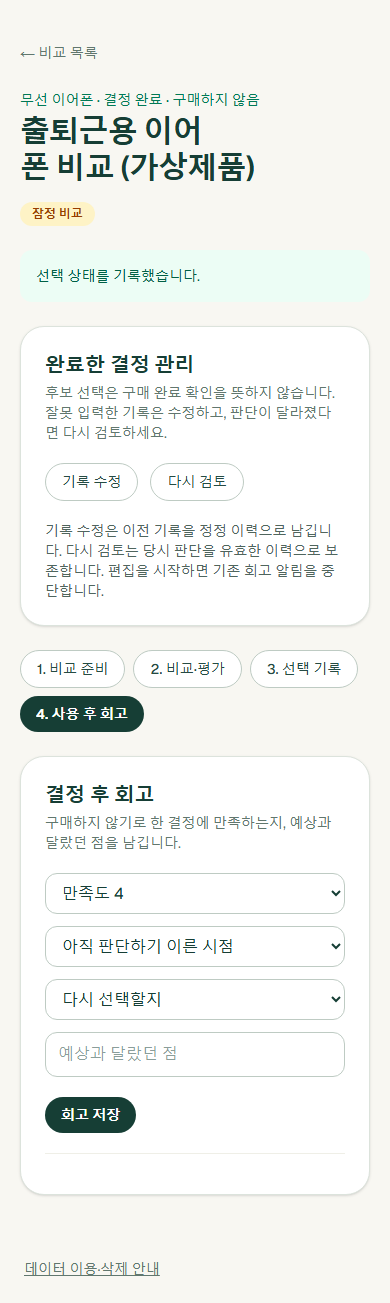 ← 비교 목록
무선 이어폰 · 결정 완료 · 구매하지 않음
출퇴근용 이어
폰 비교 (가상제품)
잠정 비교
선택 상태를 기록했습니다.
완료한 결정 관리
후보 선택은 구매 완료 확인을 뜻하지 않습니다.
잘못 입력한 기록은 수정하고, 판단이 달라졌다
면 다시 검토하세요.
기록 수정 다시 검토
기록 수정은 이전 기록을 정정 이력으로 남깁니
다. 다시 검토는 당시 판단을 유효한 이력으로 보
존합니다. 편집을 시작하면 기존 회고 알림을 중
단합니다.
1. 비교 준비 2. 비교·평가 3. 선택 기록
4. 사용 후 회고
결정 후 회고
구매하지 않기로 한 결정에 만족하는지, 예상과
달랐던 점을 남깁니다.
만족도 4
아직 판단하기 이른 시점
다시 선택할지
예상과 달랐던 점
회고 저장
데이터 이용·삭제 안내